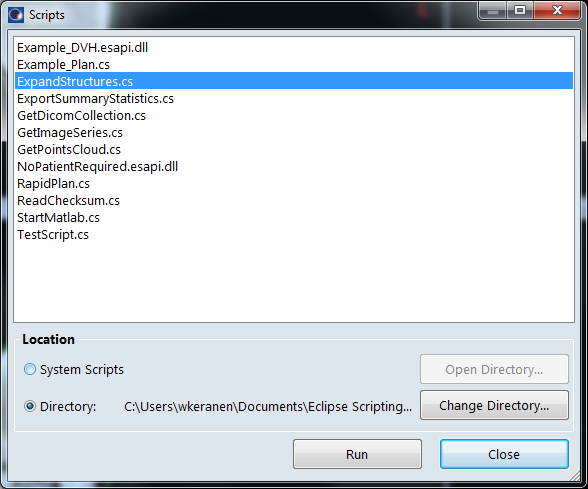 Scripts
Example_DVH.esapi.dll
Example_Plan.cs
ExpandStructures.cs
ExportSummaryStatistics.cs
GetDicomCollection.cs
GetImageSeries.cs
GetPointsCloud.cs
NoPatientRequired.esapi.dll
RapidPlan.cs
ReadChecksum.cs
StartMatlab.cs
TestScript.cs
Location
System Scripts Open Directory...
Directory: C:\Users\wkeranen\Documents\Eclipse Scripting... Change Directory...
Run Close